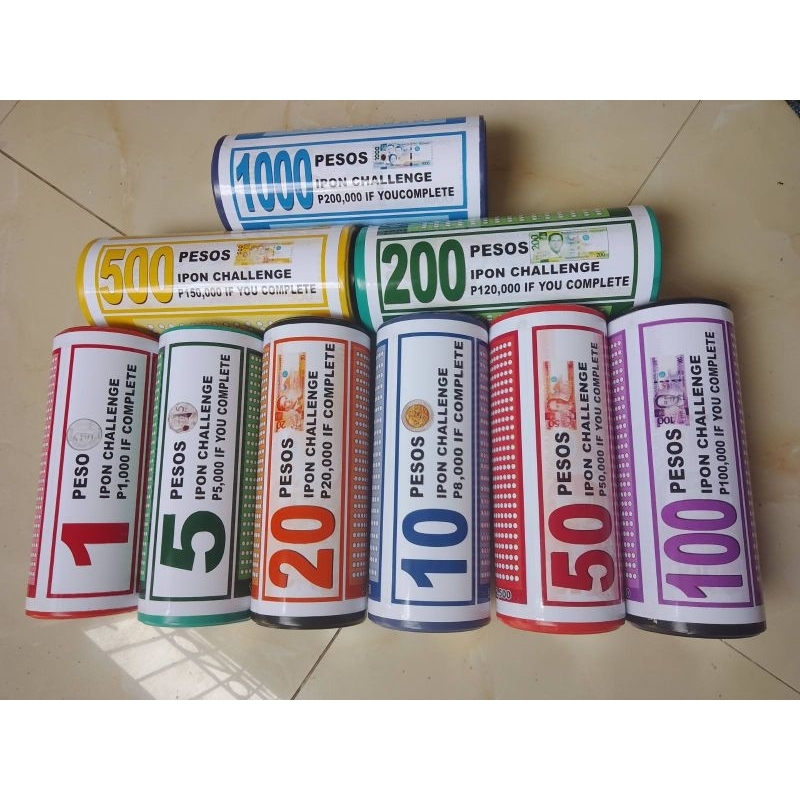 1000 PESOS
IPON CHALLENGE
P200,000 IF YOUCOMPLETE
500 PESOS
IPON CHALLENGE
P150,000 IF YOU COMPLETE
200 PESOS
IPON CHALLENGE
P120,000 IF YOU COMPLETE
1 PESO
IPON CHALLENGE
P1,000 IF COMPLETE
5 PESOS
IPON CHALLENGE
P5,000 IF YOU COMPLETE
20 PESOS
IPON CHALLENGE
P20,000 IF YOU COMPLETE
10 PESOS
IPON CHALLENGE
P8,000 IF YOU COMPLETE
50 PESOS
IPON CHALLENGE
P50,000 IF YOU COMPLETE
100 PESOS
IPON CHALLENGE
P100,000 IF YOU COMPLETE